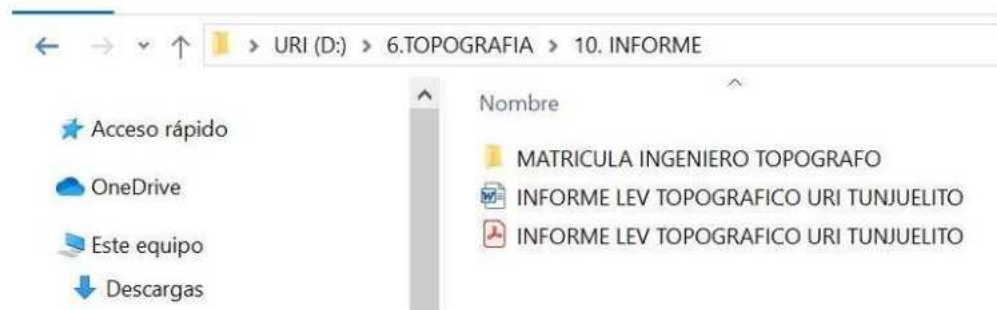 URI (D:) > 6.TOPOGRAFIA > 10. INFORME
Nombre
Acceso rápido
OneDrive
Este equipo
Descargas
MATRICULA INGENIERO TOPOGRAFO
INFORME LEV TOPOGRAFICO URI TUNJUELITO
INFORME LEV TOPOGRAFICO URI TUNJUELITO